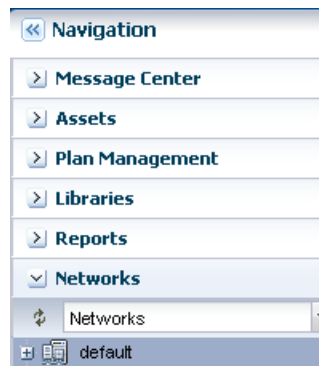 Navigation
Message Center
Assets
Plan Management
Libraries
Reports
Networks
Networks
default